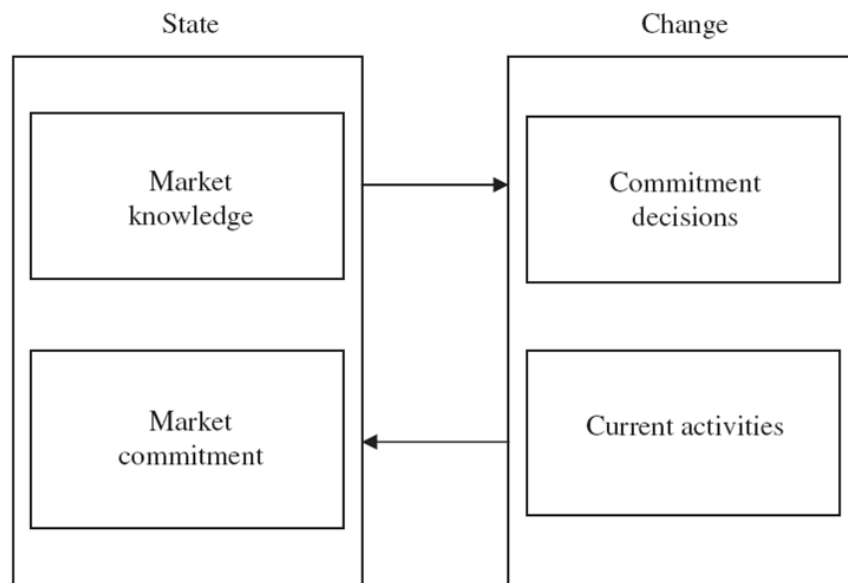 State
Change
Market
knowledge
Commitment
decisions
Market
commitment
Current activities